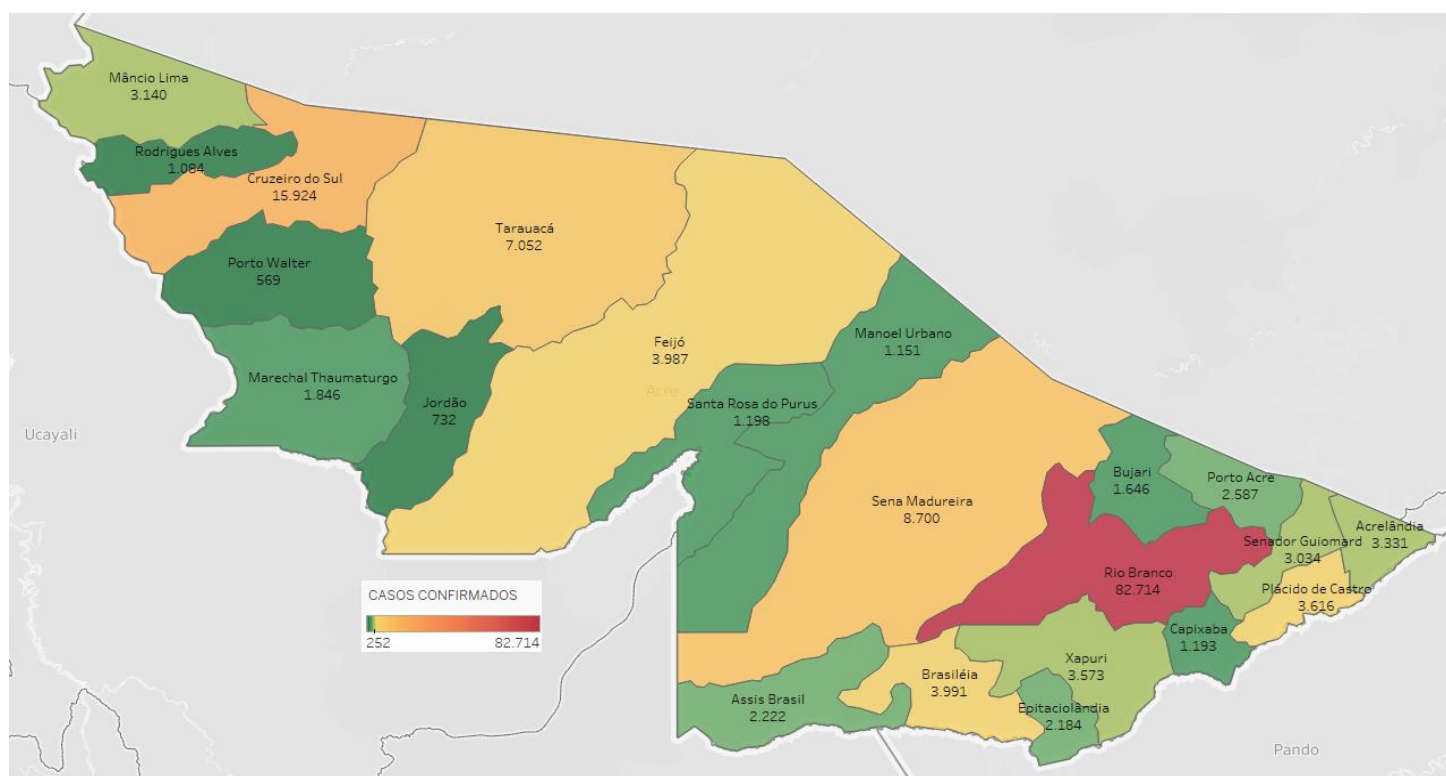 Mâncio Lima
3.140
Rodrigues Alves
1.084
Cruzeiro do Sul
15.924
Tarauacá
7.052
Porto Walter
569
Feijó
3.987
Acre
Manoel Urbano
1.151
Marechal Thaumaturgo
1.846
Jordão
732
Santa Rosa do Purus
1.198
Ucayali
Sena Madureira
8.700
Bujari
1.646
Porto Acre
2.587
Acrelândia
3.331
Senador Guiomard
3.034
Rio Branco
82.714
Plácido de Castro
3.616
CASOS CONFIRMADOS
252 82.714
Capixaba
1.193
Xapuri
3.573
Brasiléia
3.991
Assis Brasil
2.222
Epitaciolândia
2.184
Pando